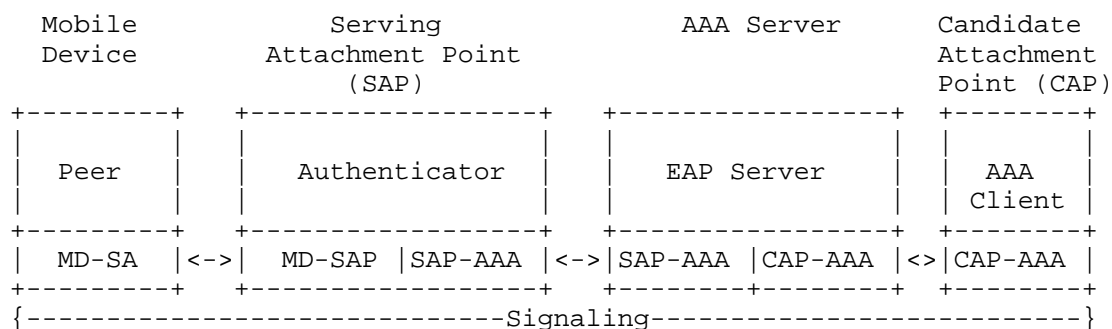 Mobile            Serving                 AAA Server      Candidate
  Device        Attachment Point                            Attachment
                     (SAP)                                  Point (CAP)
+---------+    +------------------+    +-----------------+  +--------+
|         |    |                  |    |                 |  |        |
|  Peer   |    |   Authenticator  |    |   EAP Server    |  |  AAA   |
|         |    |                  |    |                 |  | Client |
+---------+    +------------------+    +-----------------+  +--------+
|  MD-SA  |<->|  MD-SAP |SAP-AAA |<->|SAP-AAA |CAP-AAA |<>|CAP-AAA |
+---------+    +------------------+    +--------+--------+  +--------+
{-----------------------------Signaling--------------------------}